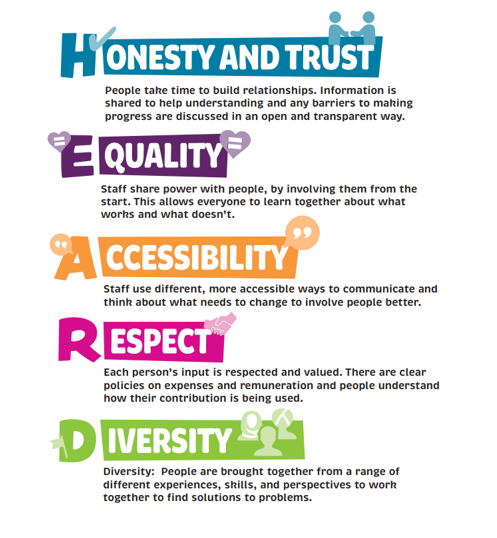 HONESTY AND TRUST
People take time to build relationships. Information is
shared to help understanding and any barriers to making
progress are discussed in an open and transparent way.
EQUALITY
Staff share power with people, by involving them from the
start. This allows everyone to learn together about what
works and what doesn't.
ACCESSIBILITY
Staff use different, more accessible ways to communicate and
think about what needs to change to involve people better.
RESPECT
Each person's input is respected and valued. There are clear
policies on expenses and remuneration and people understand
how their contribution is being used.
DIVERSITY
Diversity: People are brought together from a range of
different experiences, skills, and perspectives to work
together to find solutions to problems.